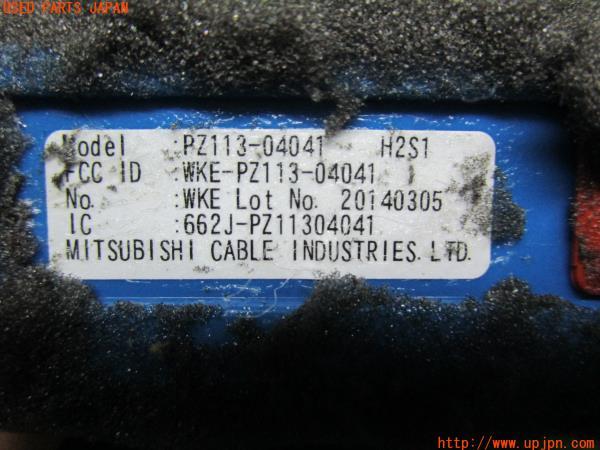 USED PARTS JAPAN
Model :PZ113-04041 H2S1
FCC ID :WKE-PZ113-04041
No. :WKE Lot No. 20140305
IC :662J-PZ11304041
MITSUBISHI CABLE INDUSTRIES.LTD.
http://www.upjpn.com/